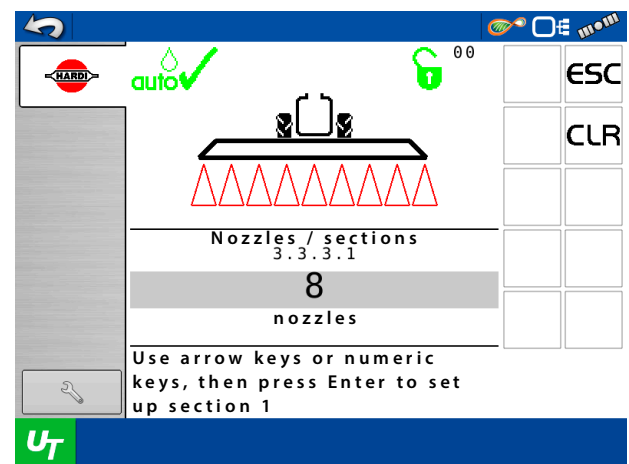 HARDI
auto
00
ESC
CLR
Nozzles / sections
3.3.3.1
8
nozzles
Use arrow keys or numeric
keys, then press Enter to set
up section 1
UT